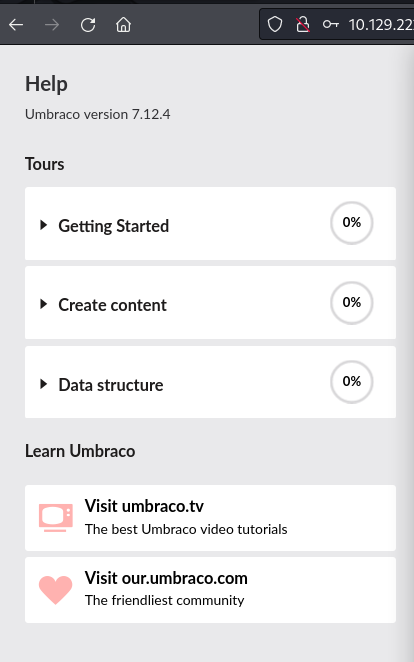 10.129.22
Help
Umbraco version 7.12.4
Tours
Getting Started
0%
Create content
0%
Data structure
0%
Learn Umbraco
Visit umbraco.tv
The best Umbraco video tutorials
Visit our.umbraco.com
The friendliest community